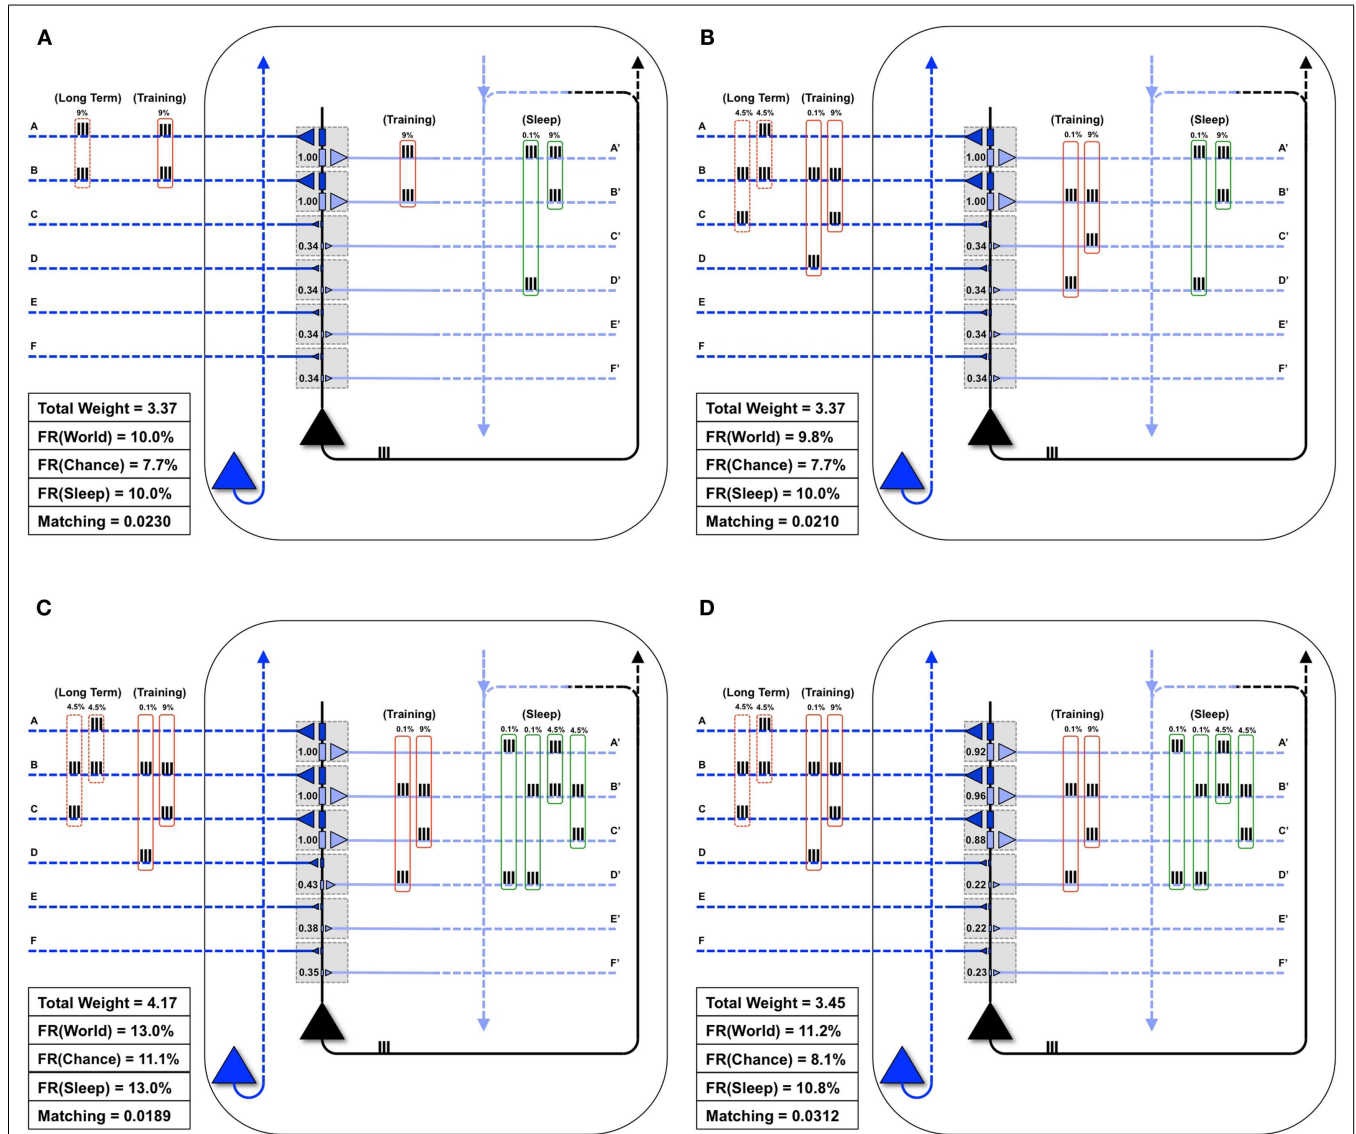 A
(Long Term) (Training)
9% 9%
(Training)
9%
(Sleep)
0.1% 9%
A
B
C
D
E
F
1.00
1.00
0.34
0.34
0.34
0.34
A'
B'
C'
D'
E'
F'
Total Weight = 3.37
FR(World) = 10.0%
FR(Chance) = 7.7%
FR(Sleep) = 10.0%
Matching = 0.0230
B
(Long Term) (Training)
4.5% 4.5% 0.1% 9%
(Training)
0.1% 9%
(Sleep)
0.1% 9%
A
B
C
D
E
F
1.00
1.00
0.34
0.34
0.34
0.34
A'
B'
C'
D'
E'
F'
Total Weight = 3.37
FR(World) = 9.8%
FR(Chance) = 7.7%
FR(Sleep) = 10.0%
Matching = 0.0210
C
(Long Term) (Training)
4.5% 4.5% 0.1% 9%
(Training)
0.1% 9%
(Sleep)
0.1% 0.1% 4.5% 4.5%
A
B
C
D
E
F
1.00
1.00
1.00
0.43
0.38
0.35
A'
B'
C'
D'
E'
F'
Total Weight = 4.17
FR(World) = 13.0%
FR(Chance) = 11.1%
FR(Sleep) = 13.0%
Matching = 0.0189
D
(Long Term) (Training)
4.5% 4.5% 0.1% 9%
(Training)
0.1% 9%
(Sleep)
0.1% 0.1% 4.5% 4.5%
A
B
C
D
E
F
0.92
0.96
0.88
0.22
0.22
0.23
A'
B'
C'
D'
E'
F'
Total Weight = 3.45
FR(World) = 11.2%
FR(Chance) = 8.1%
FR(Sleep) = 10.8%
Matching = 0.0312